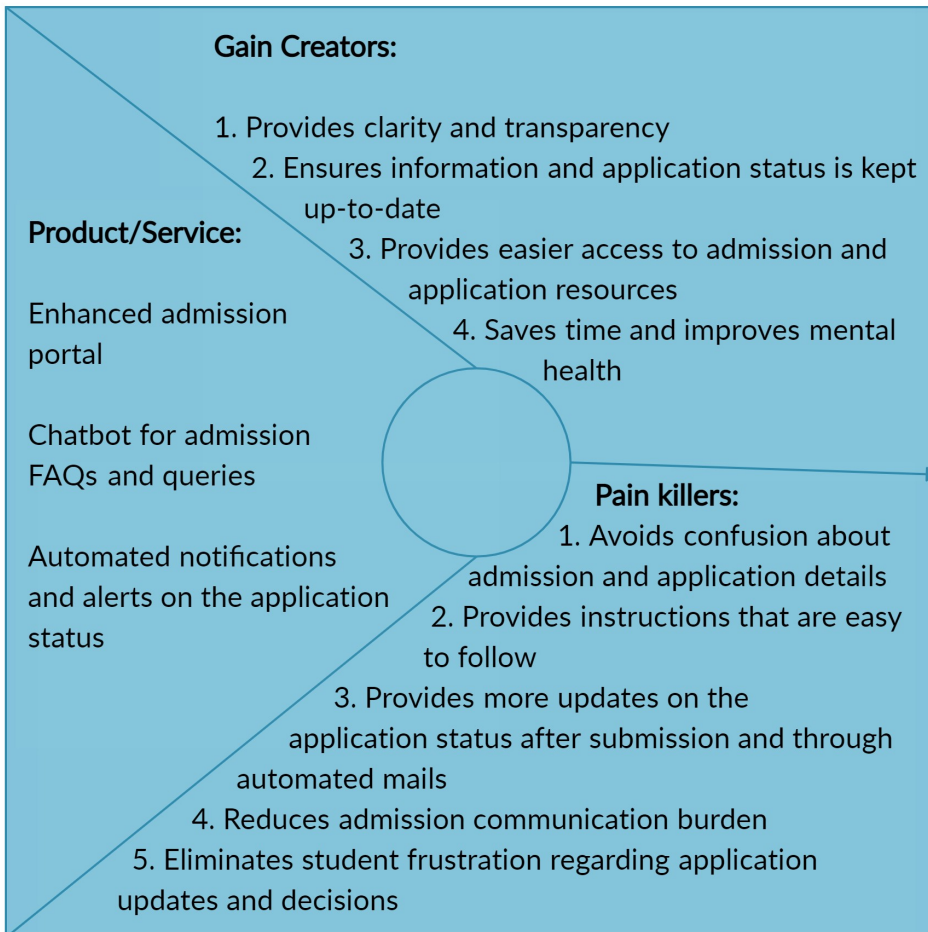 Gain Creators:
1. Provides clarity and transparency
2. Ensures information and application status is kept
up-to-date
3. Provides easier access to admission and
application resources
4. Saves time and improves mental
health
Product/Service:
Enhanced admission
portal
Chatbot for admission
FAQs and queries
Automated notifications
and alerts on the application
status
Pain killers:
1. Avoids confusion about
admission and application details
2. Provides instructions that are easy
to follow
3. Provides more updates on the
application status after submission and through
automated mails
4. Reduces admission communication burden
5. Eliminates student frustration regarding application
updates and decisions